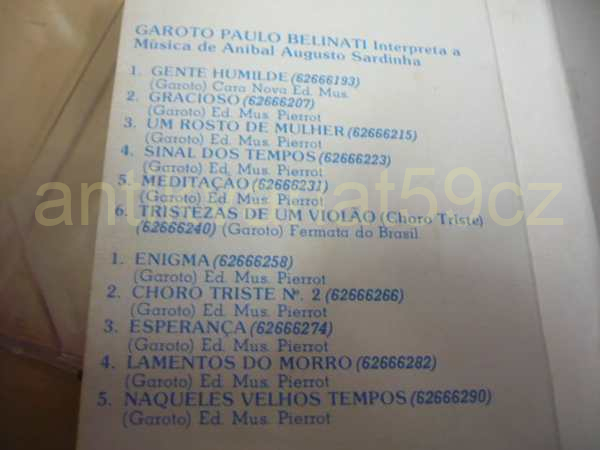 GAROTO PAULO BELINATI Interpreta a
Música de Anibal Augusto Sardinha
1. GENTE HUMILDE (62666193)
(Garoto) Cara Nova Ed. Mus.
2. GRACIOSO (62666207)
(Garoto) Ed. Mus. Pierrot
3. UM ROSTO DE MULHER (62666215)
(Garoto) Ed. Mus. Pierrot
4. SINAL DOS TEMPOS (62666223)
(Garoto) Ed. Mus. Pierrot
5. MEDITAÇÃO (62666231)
(Garoto) Ed. Mus. Pierrot
6. TRISTEZAS DE UM VIOLÃO (Choro Triste)
(62666240) (Garoto) Fermata do Brasil
1. ENIGMA (62666258)
(Garoto) Ed. Mus. Pierrot
2. CHORO TRISTE Nº. 2 (62666266)
(Garoto) Ed. Mus. Pierrot
3. ESPERANÇA (62666274)
(Garoto) Ed. Mus. Pierrot
4. LAMENTOS DO MORRO (62666282)
(Garoto) Ed. Mus. Pierrot
5. NAQUELES VELHOS TEMPOS (62666290)
(Garoto) Ed. Mus. Pierrot